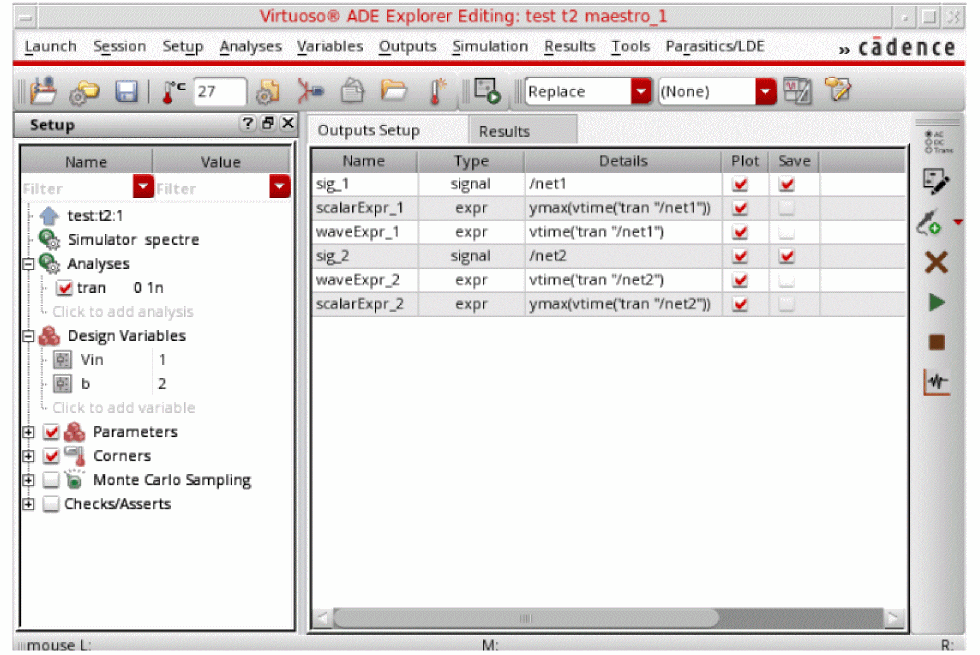 Virtuoso® ADE Explorer Editing: test t2 maestro_1
Launch Session Setup Analyses Variables Outputs Simulation Results Tools Parasitics/LDE » cādence
°C 27 Replace (None)
Setup ? X
Name Value
Filter Filter
test:t2:1
Simulator spectre
Analyses
tran 0 1n
Click to add analysis
Design Variables
Vin 1
b 2
Click to add variable
Parameters
Corners
Monte Carlo Sampling
Checks/Asserts
Outputs Setup Results
Name Type Details Plot Save
sig_1 signal /net1
scalarExpr_1 expr ymax(vtime('tran "/net1"))
waveExpr_1 expr vtime('tran "/net1")
sig_2 signal /net2
waveExpr_2 expr vtime('tran "/net2")
scalarExpr_2 expr ymax(vtime('tran "/net2"))
AC
DC
Trans
mouse L: M: R: